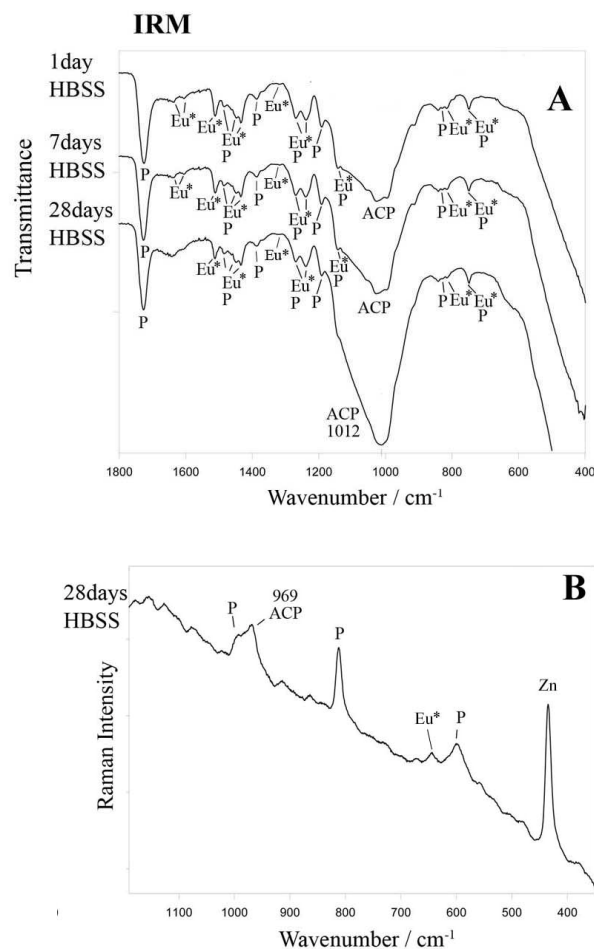 IRM
A
1day
HBSS
7days
HBSS
28days
HBSS
Transmittance
P
Eu*
Eu*
Eu*
P
P
Eu*
Eu*
P
P
Eu
P
ACP
P
Eu*
Eu*
P
P
Eu*
Eu*
Eu*
P
P
Eu*
Eu*
P
P
Eu
P
ACP
P
Eu*
Eu*
P
P
Eu*
Eu*
P
P
Eu*
Eu*
P
P
P
Eu*
Eu*
P
ACP
1012
1800
1600
1400
1200
1000
800
600
400
Wavenumber / cm-1
B
28days
HBSS
P
969
ACP
P
Eu*
P
Zn
Raman Intensity
1100
1000
900
800
700
600
500
400
Wavenumber / cm-1